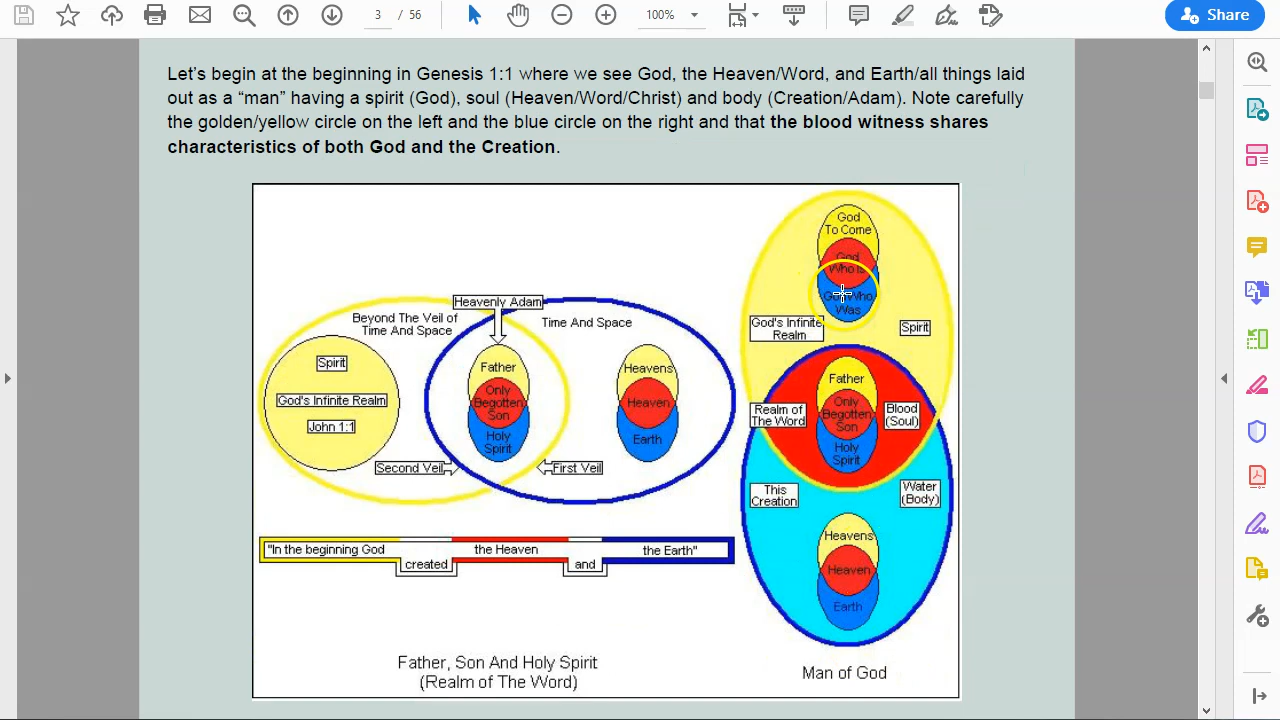 3 / 56
100%
Share
Let's begin at the beginning in Genesis 1:1 where we see God, the Heaven/Word, and Earth/all things laid
out as a “man” having a spirit (God), soul (Heaven/Word/Christ) and body (Creation/Adam). Note carefully
the golden/yellow circle on the left and the blue circle on the right and that the blood witness shares
characteristics of both God and the Creation.
Heavenly Adam
Beyond The Veil of
Time And Space
Time And Space
Spirit
God's Infinite Realm
John 1:1
Father
Only
Begotten
Son
Holy
Spirit
Heavens
Heaven
Earth
Second Veil
First Veil
"In the beginning God
created
the Heaven
and
the Earth"
Father, Son And Holy Spirit
(Realm of The Word)
God
To Come
God
Who Is
God Who
Was
God's Infinite
Realm
Spirit
Father
Only
Begotten
Son
Holy
Spirit
Realm of
The Word
Blood
(Soul)
This
Creation
Water
(Body)
Heavens
Heaven
Earth
Man of God